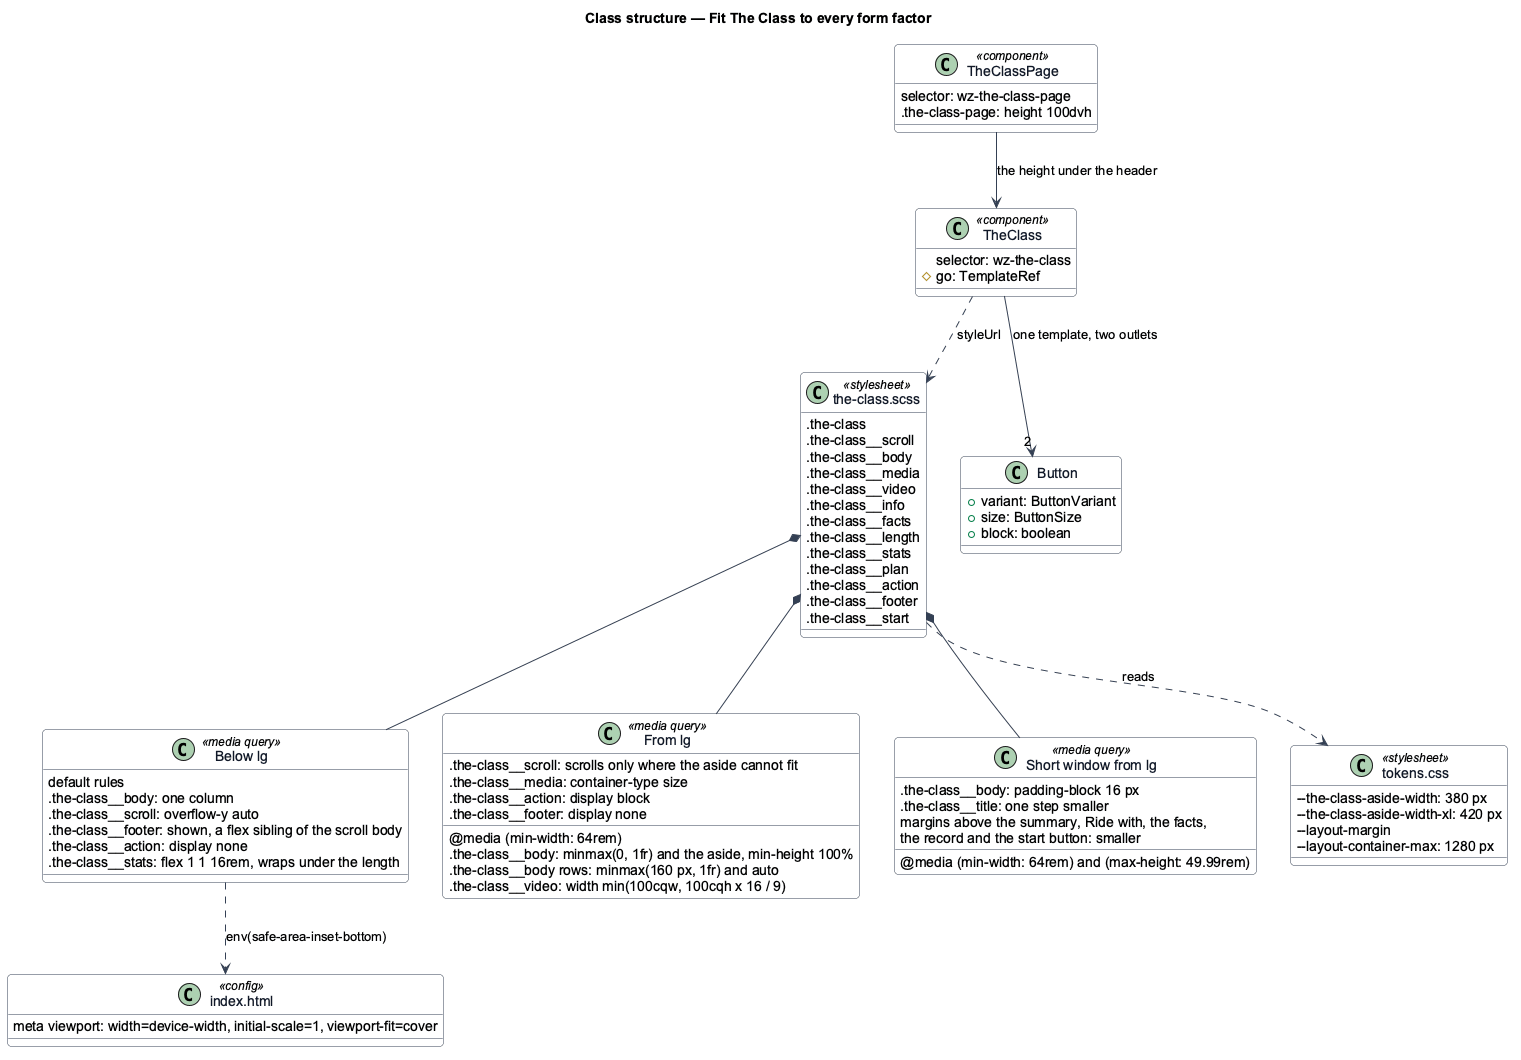 Class structure — Fit The Class to every form factor
«component»
C TheClassPage
selector: wz-the-class-page
.the-class-page: height 100dvh
the height under the header
«component»
C TheClass
selector: wz-the-class
go: TemplateRef
styleUrl
one template, two outlets
«stylesheet»
C the-class.scss
.the-class
.the-class__scroll
.the-class__body
.the-class__media
.the-class__video
.the-class__info
.the-class__facts
.the-class__length
.the-class__stats
.the-class__plan
.the-class__action
.the-class__footer
.the-class__start
2
C Button
variant: ButtonVariant
size: ButtonSize
block: boolean
reads
«media query»
C Below lg
default rules
.the-class__body: one column
.the-class__scroll: overflow-y auto
.the-class__footer: shown, a flex sibling of the scroll body
.the-class__action: display none
.the-class__stats: flex 1 1 16rem, wraps under the length
«media query»
C From lg
.the-class__scroll: scrolls only where the aside cannot fit
.the-class__media: container-type size
.the-class__action: display block
.the-class__footer: display none
@media (min-width: 64rem)
.the-class__body: minmax(0, 1fr) and the aside, min-height 100%
.the-class__body rows: minmax(160 px, 1fr) and auto
.the-class__video: width min(100cqw, 100cqh x 16 / 9)
«media query»
C Short window from lg
.the-class__body: padding-block 16 px
.the-class__title: one step smaller
margins above the summary, Ride with, the facts,
the record and the start button: smaller
@media (min-width: 64rem) and (max-height: 49.99rem)
«stylesheet»
C tokens.css
--the-class-aside-width: 380 px
--the-class-aside-width-xl: 420 px
--layout-margin
--layout-container-max: 1280 px
env(safe-area-inset-bottom)
«config»
C index.html
meta viewport: width=device-width, initial-scale=1, viewport-fit=cover